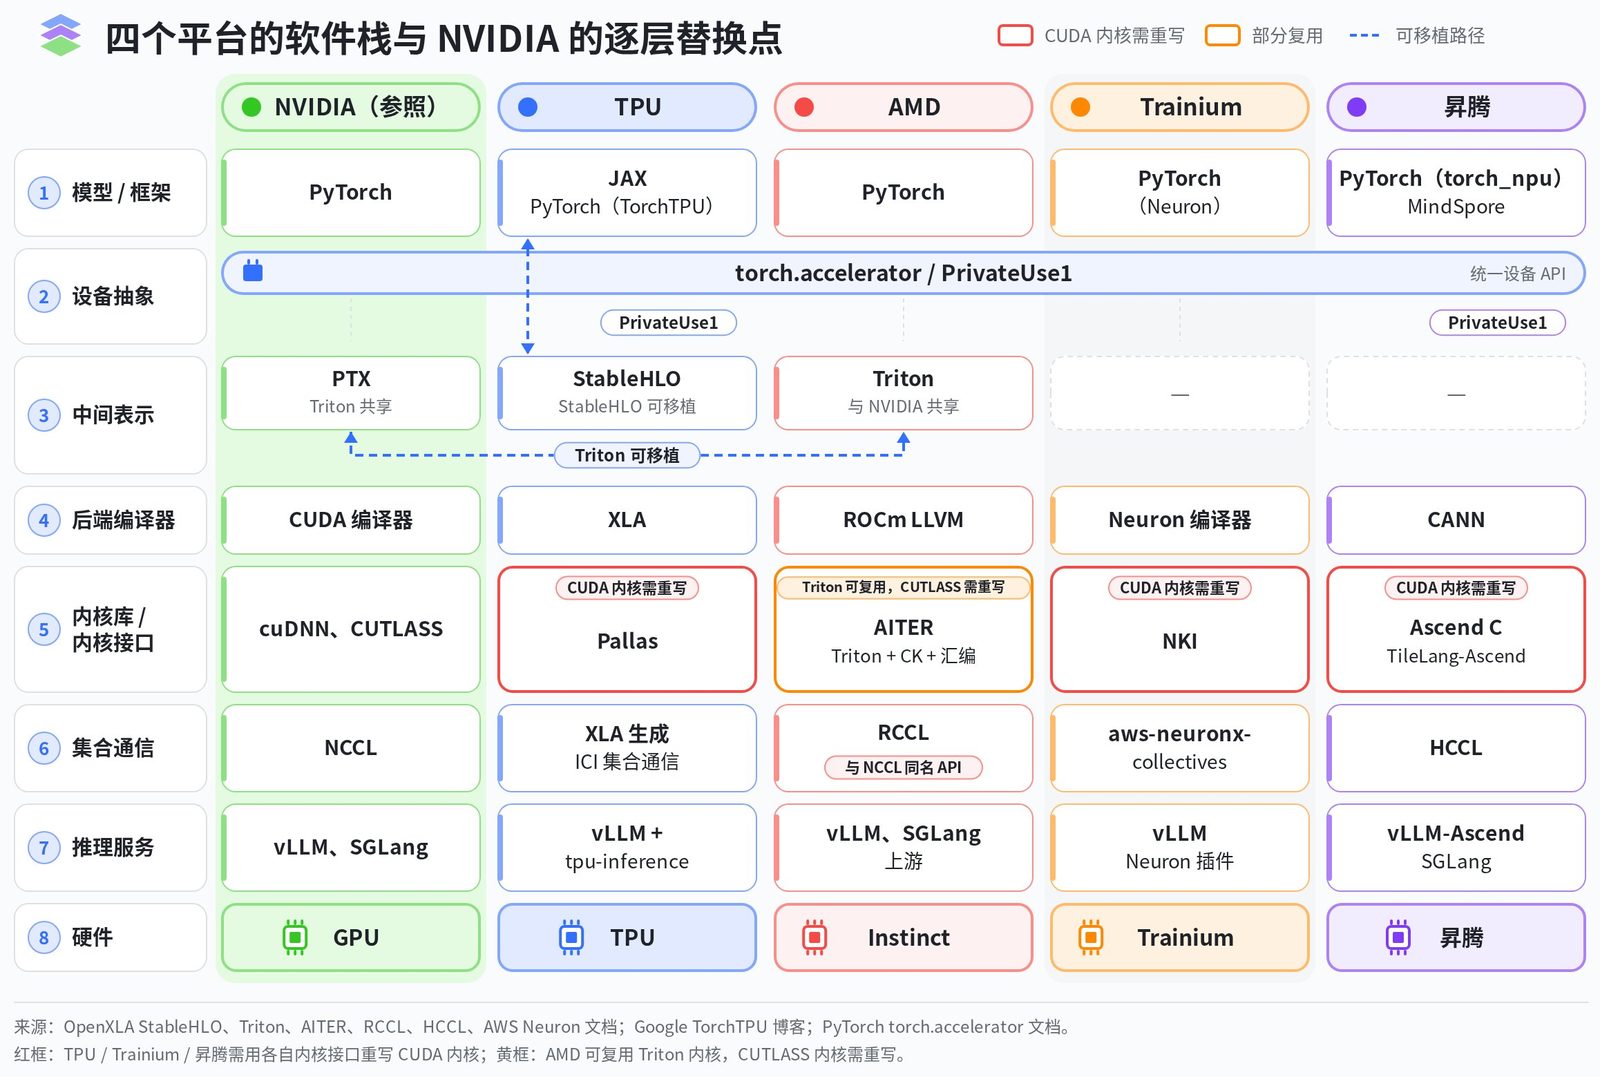 四个平台的软件栈与 NVIDIA 的逐层替换点
CUDA 内核需重写
部分复用
可移植路径
NVIDIA（参照）
TPU
AMD
Trainium
昇腾
1 模型 / 框架
PyTorch
JAX
PyTorch（TorchTPU）
PyTorch
PyTorch
（Neuron）
PyTorch（torch_npu）
MindSpore
2 设备抽象
torch.accelerator / PrivateUse1
统一设备 API
PrivateUse1
PrivateUse1
3 中间表示
PTX
Triton 共享
StableHLO
StableHLO 可移植
Triton
与 NVIDIA 共享
—
—
Triton 可移植
4 后端编译器
CUDA 编译器
XLA
ROCm LLVM
Neuron 编译器
CANN
5 内核库 /
内核接口
cuDNN、CUTLASS
CUDA 内核需重写
Pallas
Triton 可复用，CUTLASS 需重写
AITER
Triton + CK + 汇编
CUDA 内核需重写
NKI
CUDA 内核需重写
Ascend C
TileLang-Ascend
6 集合通信
NCCL
XLA 生成
ICI 集合通信
RCCL
与 NCCL 同名 API
aws-neuronx-
collectives
HCCL
7 推理服务
vLLM、SGLang
vLLM +
tpu-inference
vLLM、SGLang
上游
vLLM
Neuron 插件
vLLM-Ascend
SGLang
8 硬件
GPU
TPU
Instinct
Trainium
昇腾
来源：OpenXLA StableHLO、Triton、AITER、RCCL、HCCL、AWS Neuron 文档；Google TorchTPU 博客；PyTorch torch.accelerator 文档。
红框：TPU / Trainium / 昇腾需用各自内核接口重写 CUDA 内核；黄框：AMD 可复用 Triton 内核，CUTLASS 内核需重写。